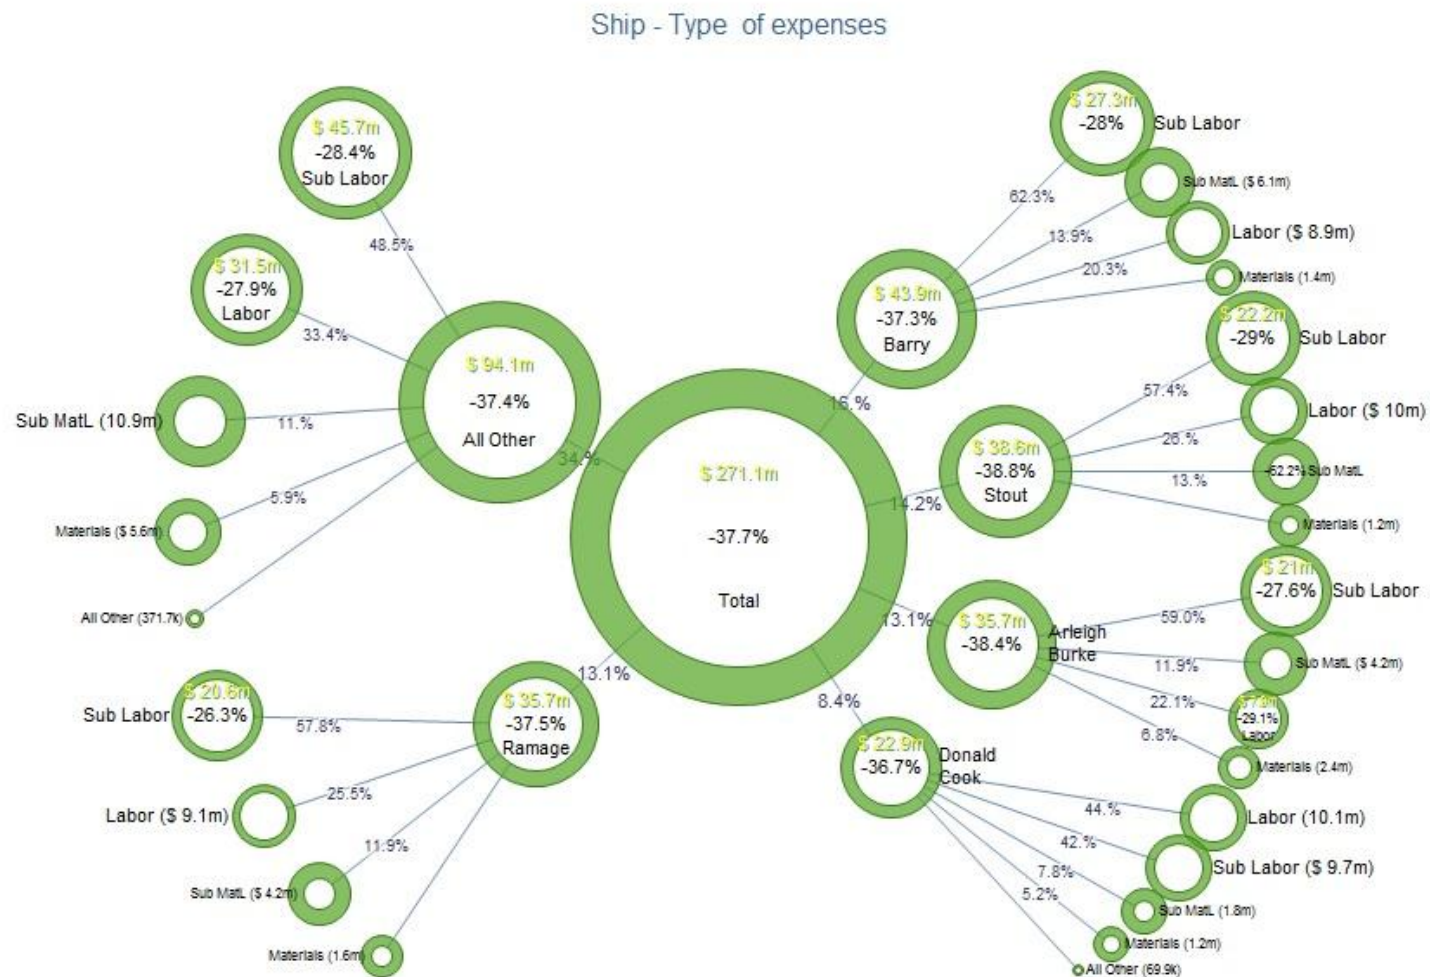 Ship - Type of expenses
$ 45.7m
-28.4%
Sub Labor
48.5%
$ 31.5m
-27.9%
Labor
33.4%
Sub MatL (10.9m)
11.%
Materials ($ 5.6m)
5.9%
All Other (371.7k)
$ 94.1m
-37.4%
All Other
34.%
$ 271.1m
-37.7%
Total
13.1%
$ 35.7m
-37.5%
Ramage
$ 20.6m
-26.3%
Sub Labor
57.8%
Labor ($ 9.1m)
25.5%
Sub MatL ($ 4.2m)
11.9%
Materials (1.6m)
16.%
$ 43.9m
-37.3%
Barry
$ 27.3m
-28%
Sub Labor
62.3%
Sub MatL ($ 6.1m)
13.9%
Labor ($ 8.9m)
20.3%
Materials (1.4m)
14.2%
$ 38.6m
-38.8%
Stout
$ 22.2m
-29%
Sub Labor
57.4%
Labor ($ 10m)
26.%
-62.2% Sub MatL
13.%
Materials (1.2m)
13.1%
$ 35.7m
-38.4%
Arleigh
Burke
$ 21m
-27.6%
Sub Labor
59.0%
Sub MatL ($ 4.2m)
11.9%
$ 7.9m
-29.1%
Labor
22.1%
Materials (2.4m)
6.8%
8.4%
$ 22.9m
-36.7%
Donald
Cook
Labor (10.1m)
44.%
Sub Labor ($ 9.7m)
42.%
Sub MatL (1.8m)
7.8%
Materials (1.2m)
5.2%
All Other (69.9k)